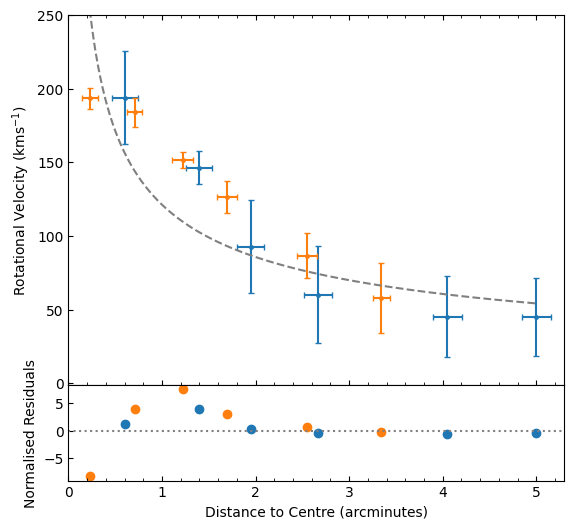 250
200
150
100
50
0
Rotational Velocity (kms⁻¹)
5
0
−5
Normalised Residuals
0 1 2 3 4 5
Distance to Centre (arcminutes)